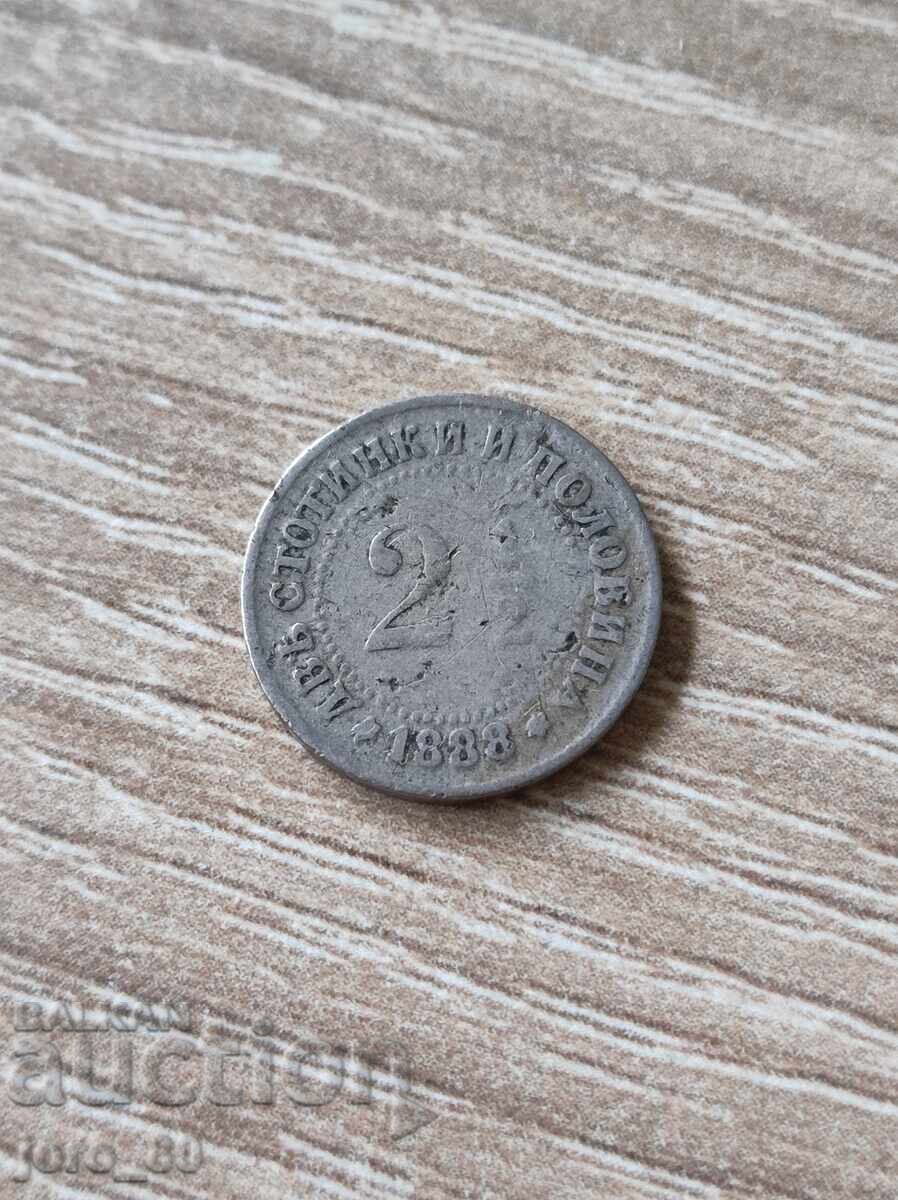 ДВѢ СТОТИНКИ И ПОЛОВИНА
2 1/2
1888
BALKAN
auction
joro_80